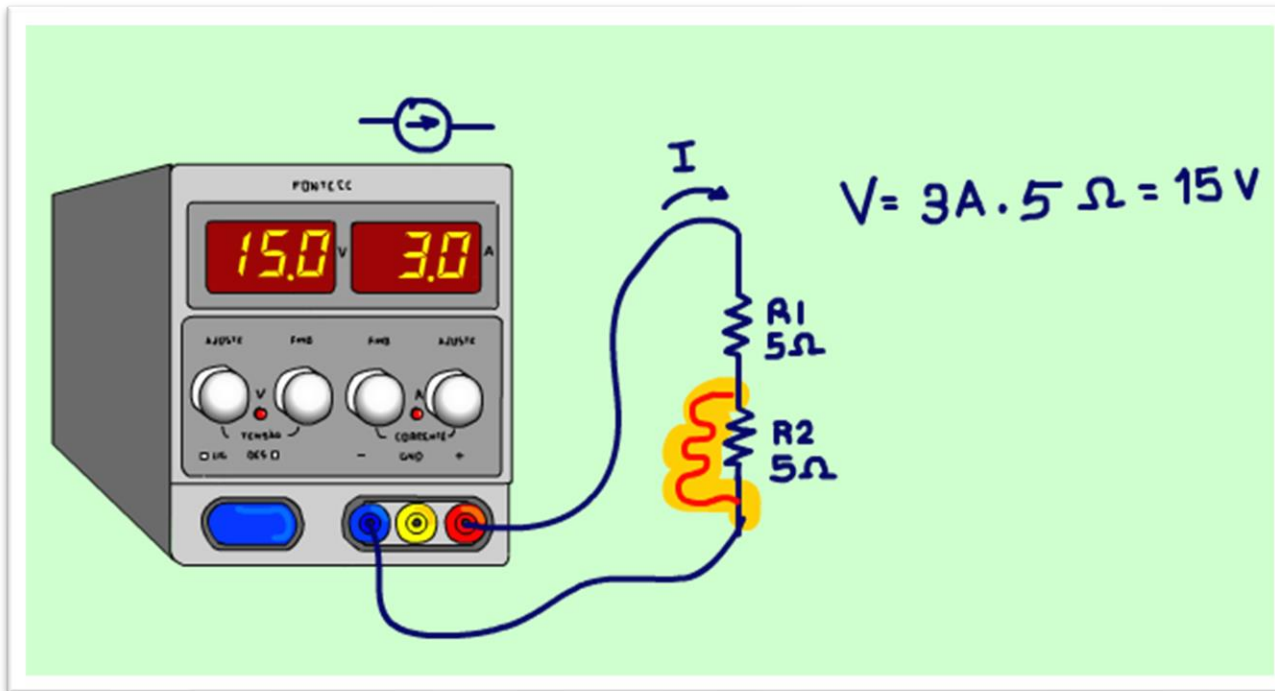 I
V= 3A . 5 Ω = 15 V
FONTE CC
15.0 V 3.0 A
AJUSTE FINO FINO AJUSTE
V A
TENSÃO CORRENTE
LIG DES - GND +
R1
5Ω
R2
5Ω